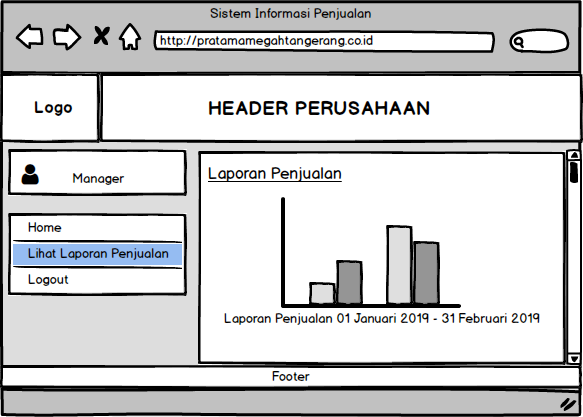 Sistem Informasi Penjualan
http://pratamamegahtangerang.co.id
Logo
HEADER PERUSAHAAN
Manager
Home
Lihat Laporan Penjualan
Logout
Laporan Penjualan
Laporan Penjualan 01 Januari 2019 - 31 Februari 2019
Footer